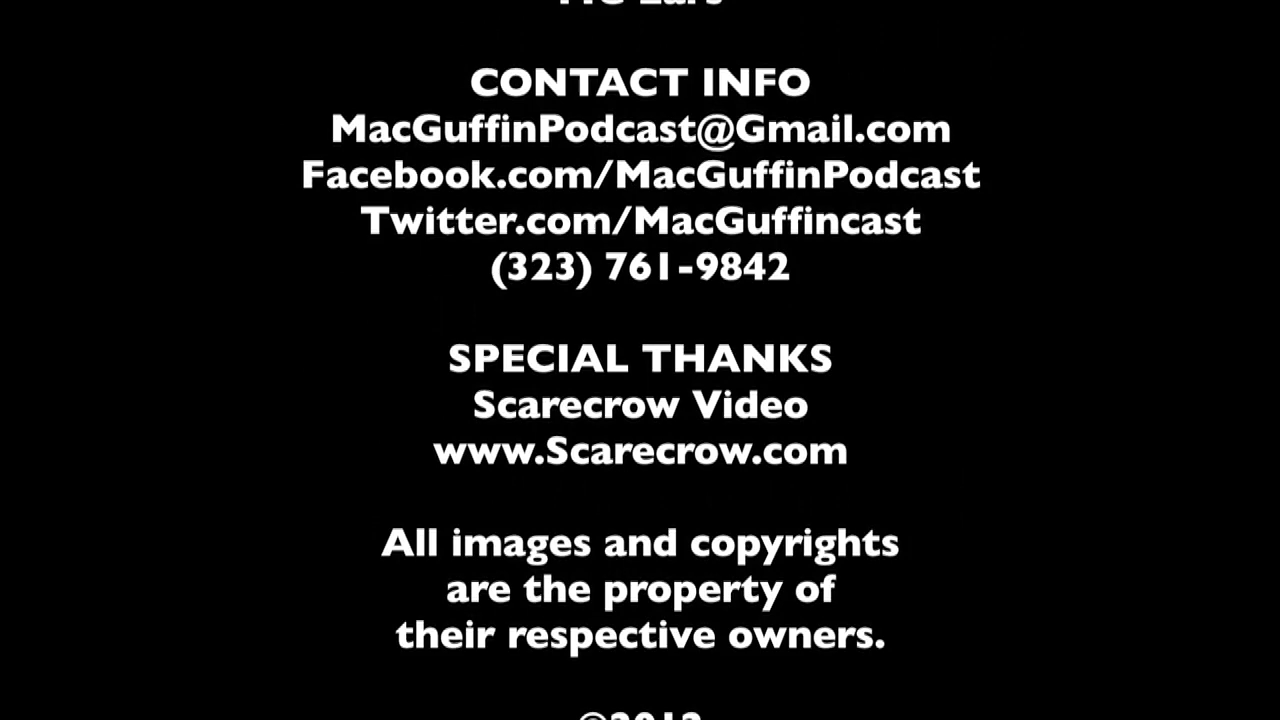 CONTACT INFO
MacGuffinPodcast@Gmail.com
Facebook.com/MacGuffinPodcast
Twitter.com/MacGuffincast
(323) 761-9842
SPECIAL THANKS
Scarecrow Video
www.Scarecrow.com
All images and copyrights
are the property of
their respective owners.